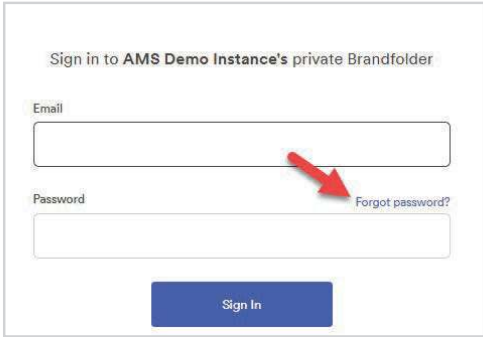 Sign in to AMS Demo Instance's private Brandfolder
Email
Password Forgot password?
Sign In